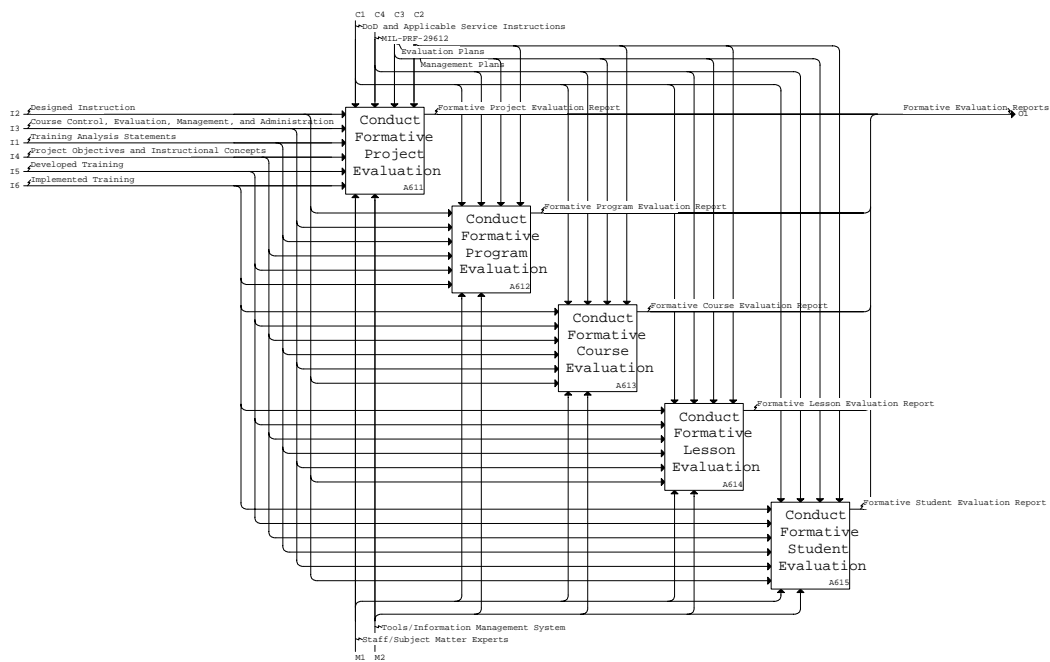 C1 C4 C3 C2
DoD and Applicable Service Instructions
MIL-PRF-29612
Evaluation Plans
Management Plans
I2 Designed Instruction
I3 Course Control, Evaluation, Management, and Administration
I1 Training Analysis Statements
I4 Project Objectives and Instructional Concepts
I5 Developed Training
I6 Implemented Training
Conduct
Formative
Project
Evaluation
A611
Formative Project Evaluation Report
Formative Evaluation Reports
O1
Conduct
Formative
Program
Evaluation
A612
Formative Program Evaluation Report
Conduct
Formative
Course
Evaluation
A613
Formative Course Evaluation Report
Conduct
Formative
Lesson
Evaluation
A614
Formative Lesson Evaluation Report
Conduct
Formative
Student
Evaluation
A615
Formative Student Evaluation Report
Tools/Information Management System
Staff/Subject Matter Experts
M1 M2